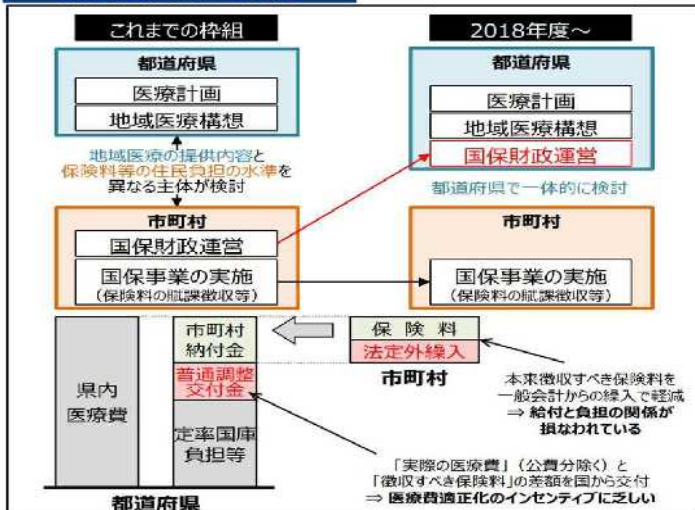 これまでの枠組
2018年度～
都道府県
医療計画
地域医療構想
地域医療の提供内容と
保険料等の住民負担の水準を
異なる主体が検討
市町村
国保財政運営
国保事業の実施
(保険料の賦課徴収等)
都道府県
医療計画
地域医療構想
国保財政運営
都道府県で一体的に検討
市町村
国保事業の実施
(保険料の賦課徴収等)
県内
医療費
市町村
納付金
普通調整
交付金
定率国庫
負担等
都道府県
保険料
法定外繰入
市町村
本来徴収すべき保険料を
一般会計からの繰入で軽減
⇒ 給付と負担の関係が
損なわれている
「実際の医療費」（公費分除く）と
「徴収すべき保険料」の差額を国から交付
⇒ 医療費適正化のインセンティブに乏しい